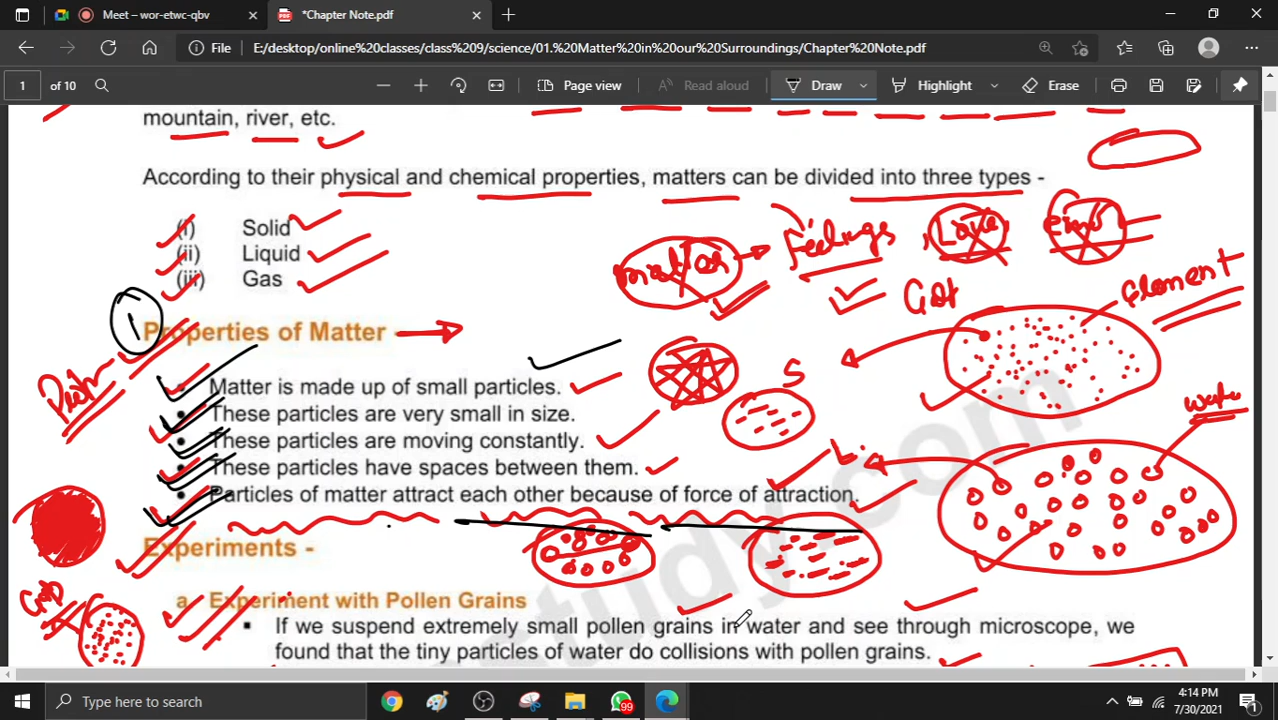 Meet – wor-etwc-qbv
*Chapter Note.pdf
File E:/desktop/online%20classes/class%209/science/01.%20Matter%20in%20our%20Surroundings/Chapter%20Note.pdf
1 of 10 Page view Read aloud Draw Highlight Erase
mountain, river, etc.
According to their physical and chemical properties, matters can be divided into three types -
(i) Solid
(ii) Liquid
(iii) Gas
matter Feelings Love
Element
1
Properties of Matter
Matter is made up of small particles.
S
These particles are very small in size.
water
These particles are moving constantly.
These particles have spaces between them.
L.
Particles of matter attract each other because of force of attraction.
study.com
Experiments -
a. Experiment with Pollen Grains
If we suspend extremely small pollen grains in water and see through microscope, we
found that the tiny particles of water do collisions with pollen grains.
Type here to search
99
4:14 PM
7/30/2021
1